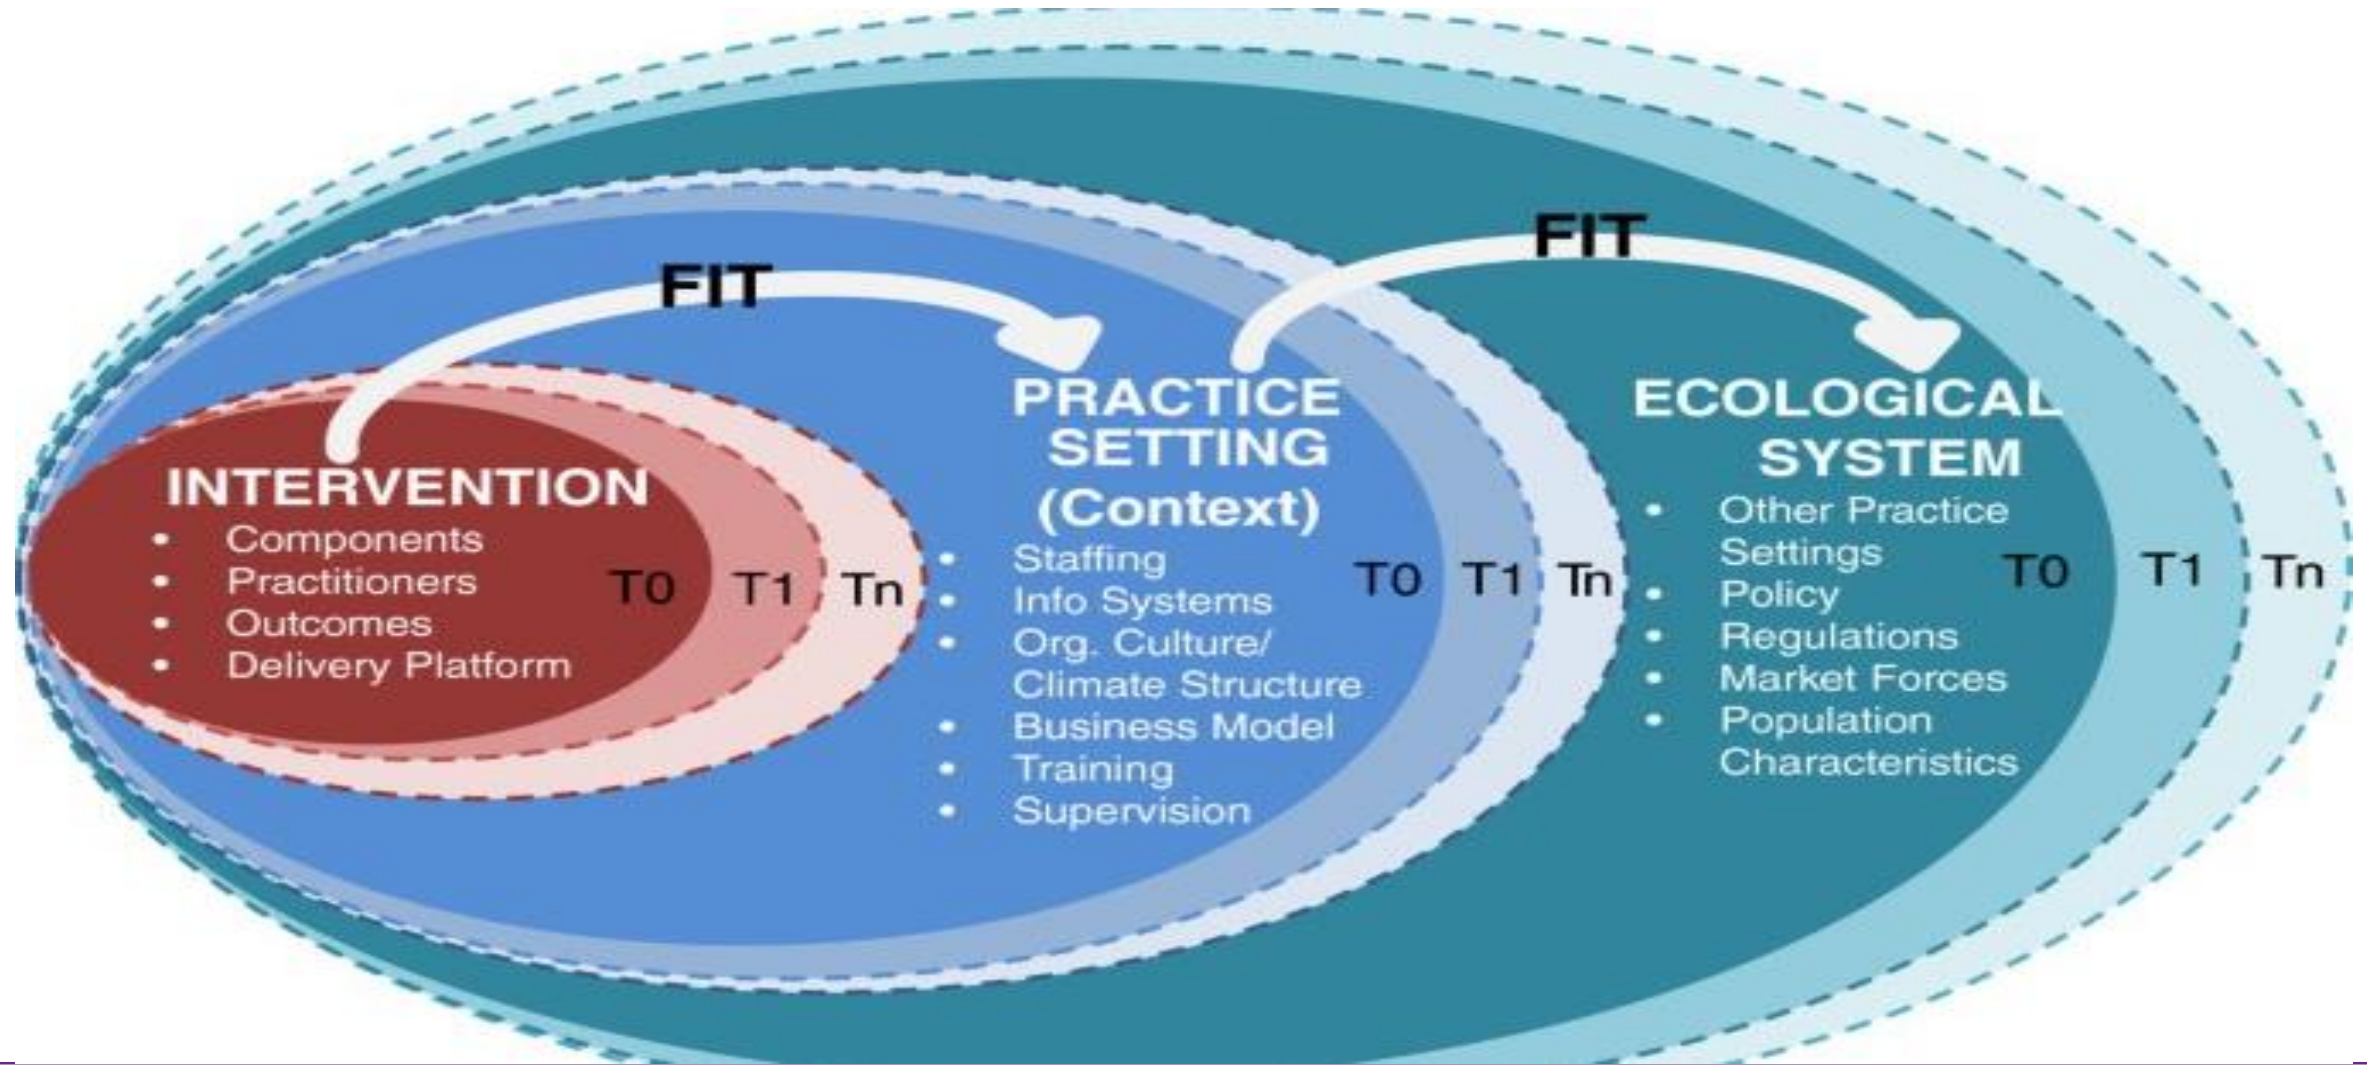 FIT
INTERVENTION
• Components
• Practitioners
• Outcomes
• Delivery Platform
T0 T1 Tn
FIT
PRACTICE
SETTING
(Context)
• Staffing
• Info Systems
• Org. Culture/
Climate Structure
• Business Model
• Training
• Supervision
T0 T1 Tn
ECOLOGICAL
SYSTEM
• Other Practice
Settings
• Policy
• Regulations
• Market Forces
• Population
Characteristics
T0 T1 Tn